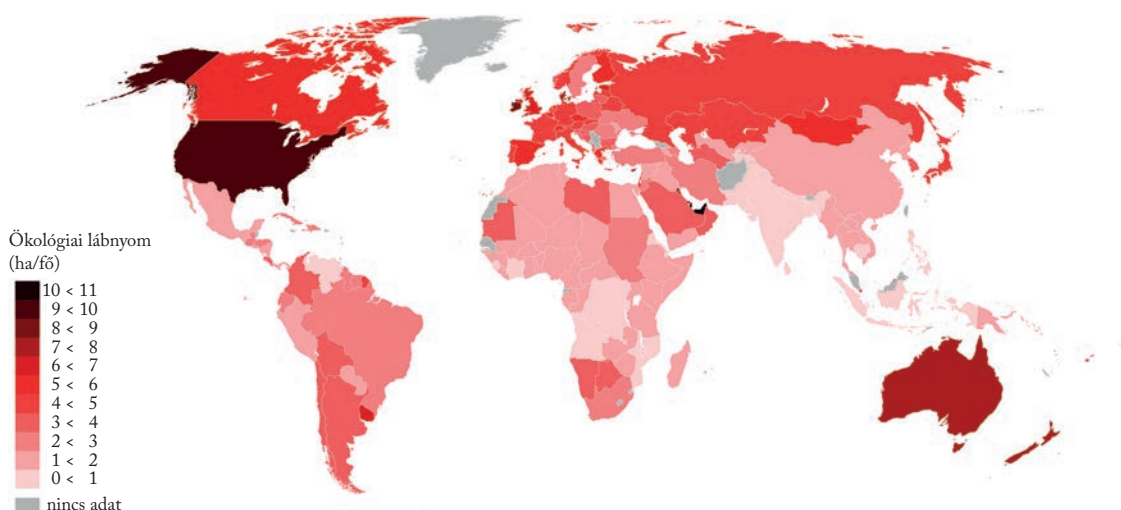 Ökológiai lábnyom
(ha/fő)
10 < 11
9 < 10
8 < 9
7 < 8
6 < 7
5 < 6
4 < 5
3 < 4
2 < 3
1 < 2
0 < 1
nincs adat